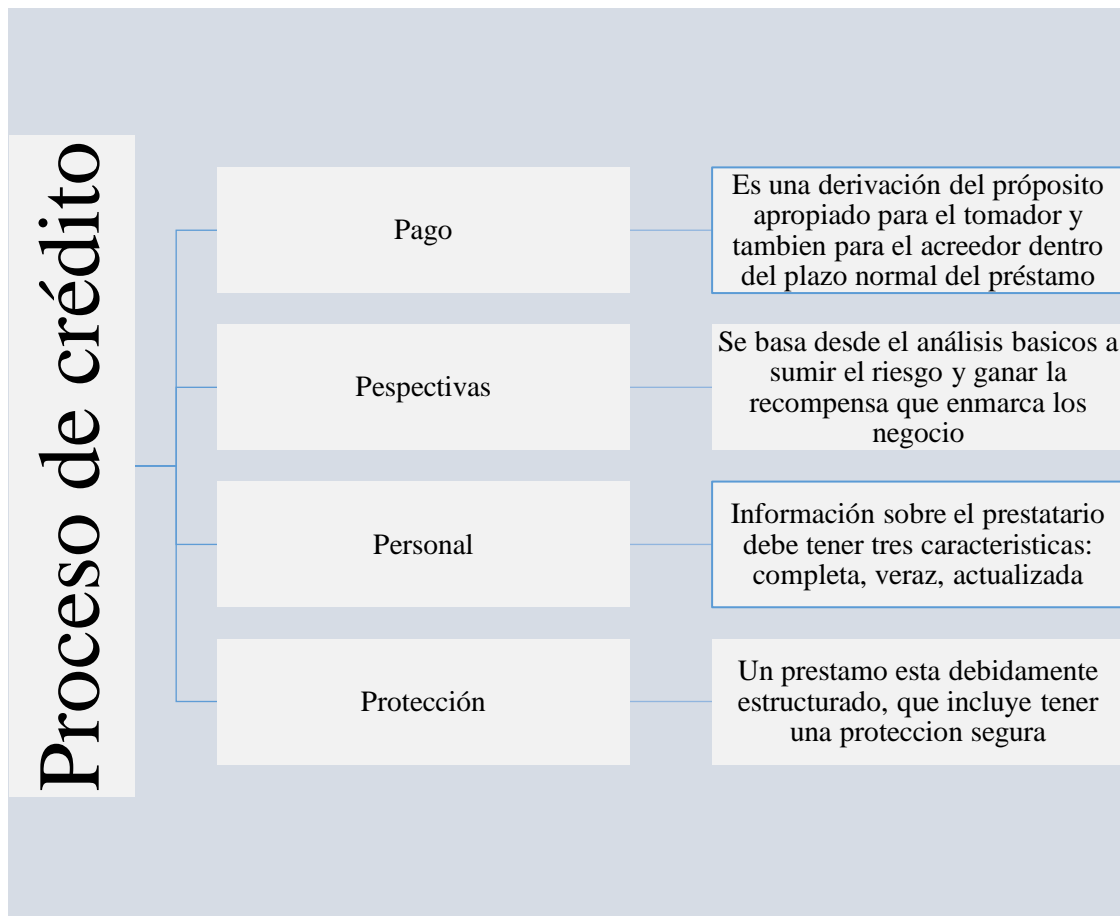 Proceso de crédito
Pago
Es una derivación del próposito
apropiado para el tomador y
tambien para el acreedor dentro
del plazo normal del préstamo
Pespectivas
Se basa desde el análisis basicos a
sumir el riesgo y ganar la
recompensa que enmarca los
negocio
Personal
Información sobre el prestatario
debe tener tres caracteristicas:
completa, veraz, actualizada
Protección
Un prestamo esta debidamente
estructurado, que incluye tener
una proteccion segura